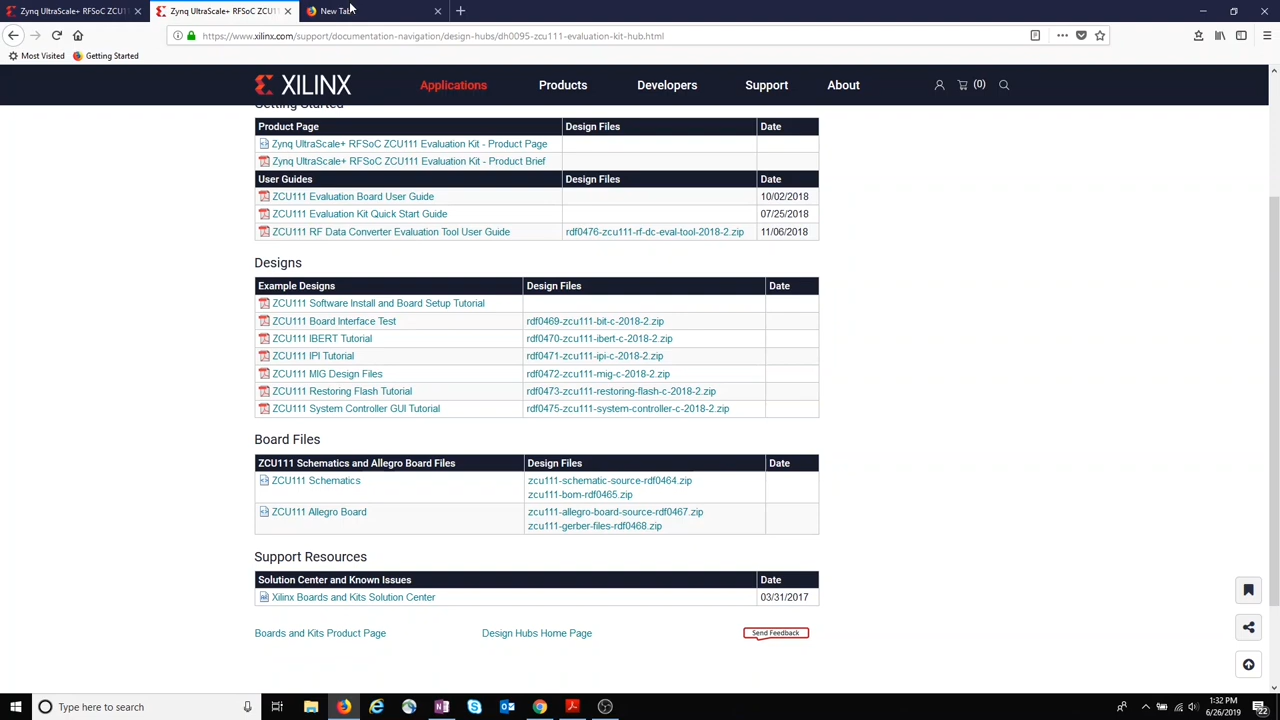 Zynq UltraScale+ RFSoC ZCU11
Zynq UltraScale+ RFSoC ZCU11
New Tab
https://www.xilinx.com/support/documentation-navigation/design-hubs/dh0095-zcu111-evaluation-kit-hub.html
Most Visited
Getting Started
XILINX
Applications
Products
Developers
Support
About
(0)
Getting Started
Product Page Design Files Date
Zynq UltraScale+ RFSoC ZCU111 Evaluation Kit - Product Page
Zynq UltraScale+ RFSoC ZCU111 Evaluation Kit - Product Brief
User Guides Design Files Date
ZCU111 Evaluation Board User Guide 10/02/2018
ZCU111 Evaluation Kit Quick Start Guide 07/25/2018
ZCU111 RF Data Converter Evaluation Tool User Guide rdf0476-zcu111-rf-dc-eval-tool-2018-2.zip 11/06/2018
Designs
Example Designs Design Files Date
ZCU111 Software Install and Board Setup Tutorial
ZCU111 Board Interface Test rdf0469-zcu111-bit-c-2018-2.zip
ZCU111 IBERT Tutorial rdf0470-zcu111-ibert-c-2018-2.zip
ZCU111 IPI Tutorial rdf0471-zcu111-ipi-c-2018-2.zip
ZCU111 MIG Design Files rdf0472-zcu111-mig-c-2018-2.zip
ZCU111 Restoring Flash Tutorial rdf0473-zcu111-restoring-flash-c-2018-2.zip
ZCU111 System Controller GUI Tutorial rdf0475-zcu111-system-controller-c-2018-2.zip
Board Files
ZCU111 Schematics and Allegro Board Files Design Files Date
ZCU111 Schematics zcu111-schematic-source-rdf0464.zip
zcu111-bom-rdf0465.zip
ZCU111 Allegro Board zcu111-allegro-board-source-rdf0467.zip
zcu111-gerber-files-rdf0468.zip
Support Resources
Solution Center and Known Issues Date
Xilinx Boards and Kits Solution Center 03/31/2017
Boards and Kits Product Page
Design Hubs Home Page
Send Feedback
Type here to search
1:32 PM
6/26/2019
22